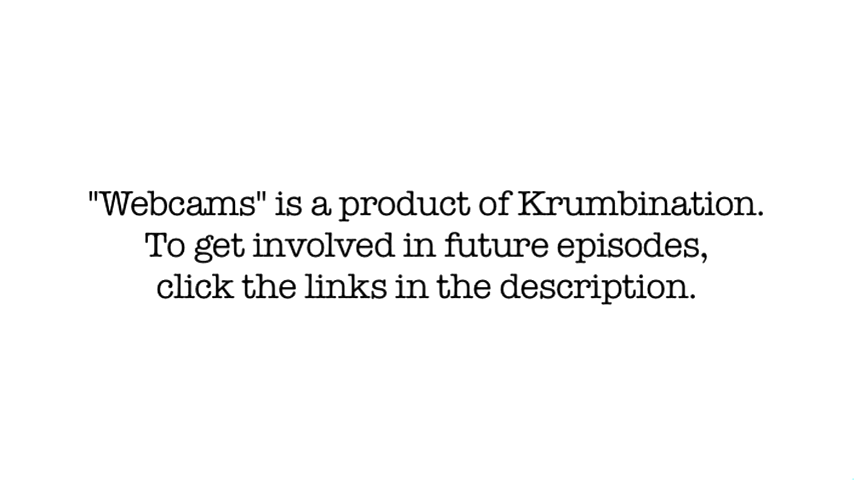 "Webcams" is a product of Krumbination.
To get involved in future episodes,
click the links in the description.